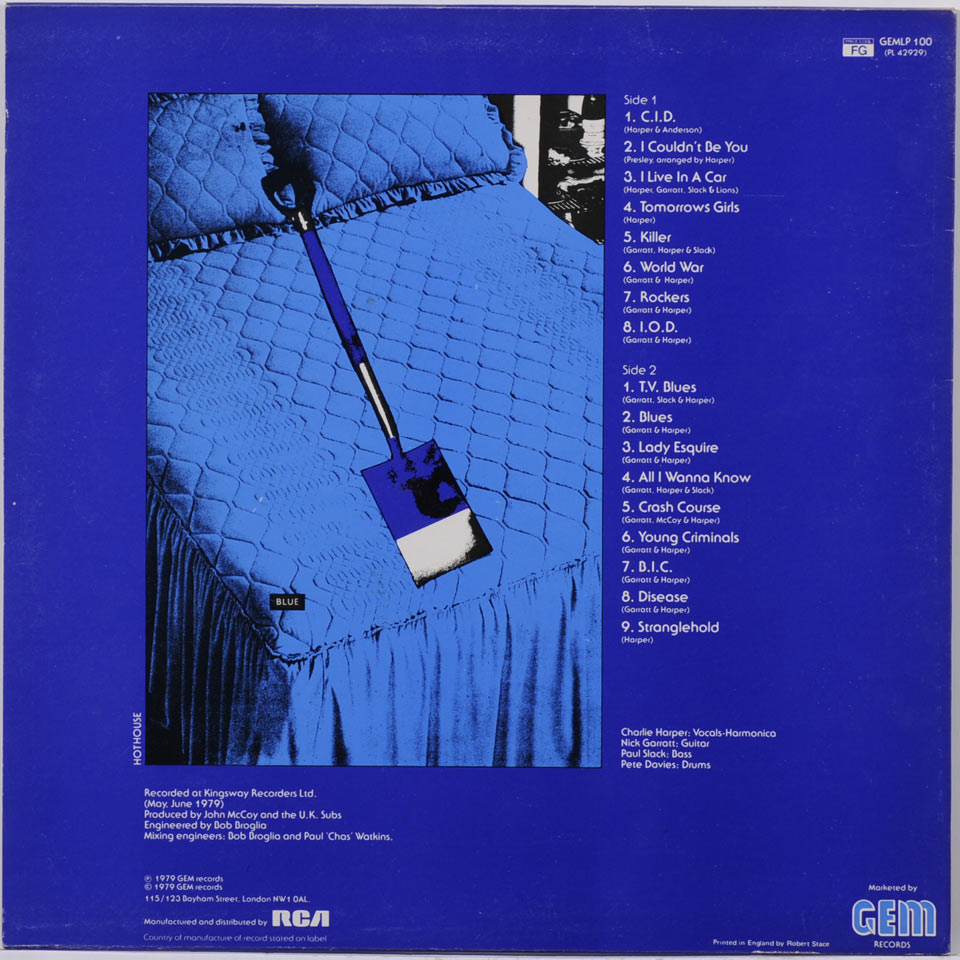 FG
GEMLP 100
(PL 42929)
Side 1
1. C.I.D.
(Harper & Anderson)
2. I Couldn't Be You
(Presley, arranged by Harper)
3. I Live In A Car
(Harper, Garratt, Slack & Lions)
4. Tomorrows Girls
(Harper)
5. Killer
(Garratt, Harper & Slack)
6. World War
(Garratt & Harper)
7. Rockers
(Garratt & Harper)
8. I.O.D.
(Garratt & Harper)
Side 2
1. T.V. Blues
(Garratt, Slack & Harper)
2. Blues
(Garratt & Harper)
3. Lady Esquire
(Garratt & Harper)
4. All I Wanna Know
(Garratt, Harper & Slack)
5. Crash Course
(Garratt, McCoy & Harper)
6. Young Criminals
(Garratt & Harper)
7. B.I.C.
(Garratt & Harper)
8. Disease
(Garratt & Harper)
9. Stranglehold
(Harper)
BLUE
HOTHOUSE
Charlie Harper: Vocals-Harmonica
Nick Garratt: Guitar
Paul Slack: Bass
Pete Davies: Drums
Recorded at Kingsway Recorders Ltd.
(May, June 1979)
Produced by John McCoy and the U.K. Subs
Engineered by Bob Broglia
Mixing engineers: Bob Broglia and Paul 'Chas' Watkins.
℗ 1979 GEM records
© 1979 GEM records
115/123 Bayham Street, London NW1 0AL.
Manufactured and distributed by RCA
Country of manufacture of record stated on label
Marketed by
GEM
RECORDS
Printed in England by Robert Stace